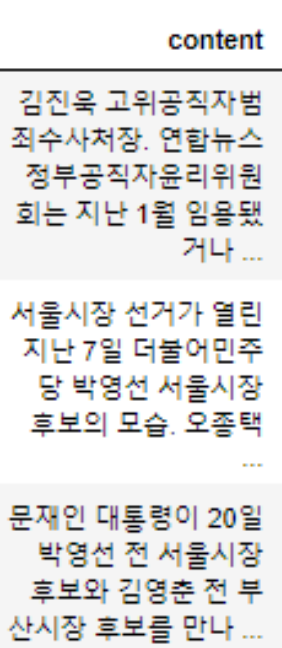 content
김진욱 고위공직자범
죄수사처장. 연합뉴스
정부공직자윤리위원
회는 지난 1월 임용됐
거나 ...
서울시장 선거가 열린
지난 7일 더불어민주
당 박영선 서울시장
후보의 모습. 오종택
...
문재인 대통령이 20일
박영선 전 서울시장
후보와 김영춘 전 부
산시장 후보를 만나 ...